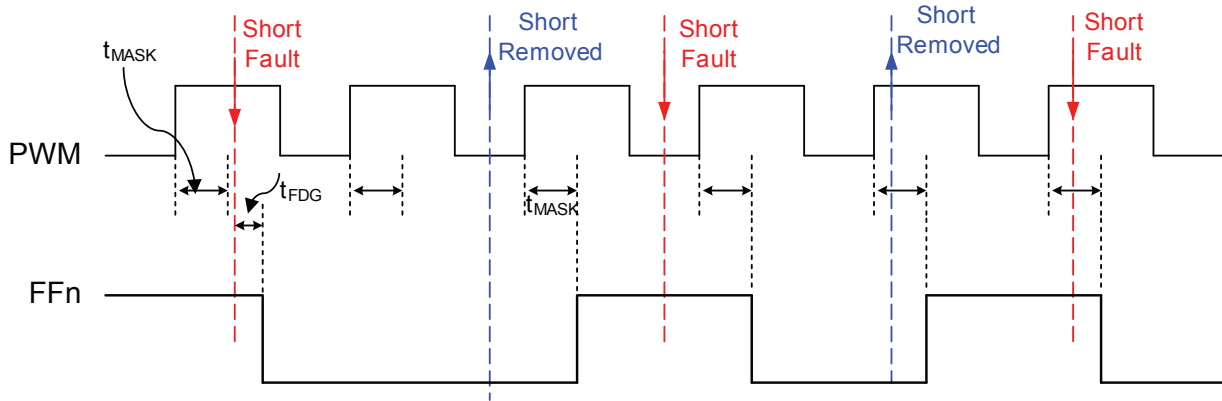 Short
Fault
Short
Removed
Short
Fault
Short
Removed
Short
Fault
tMASK
PWM
tFDG
tMASK
FFn